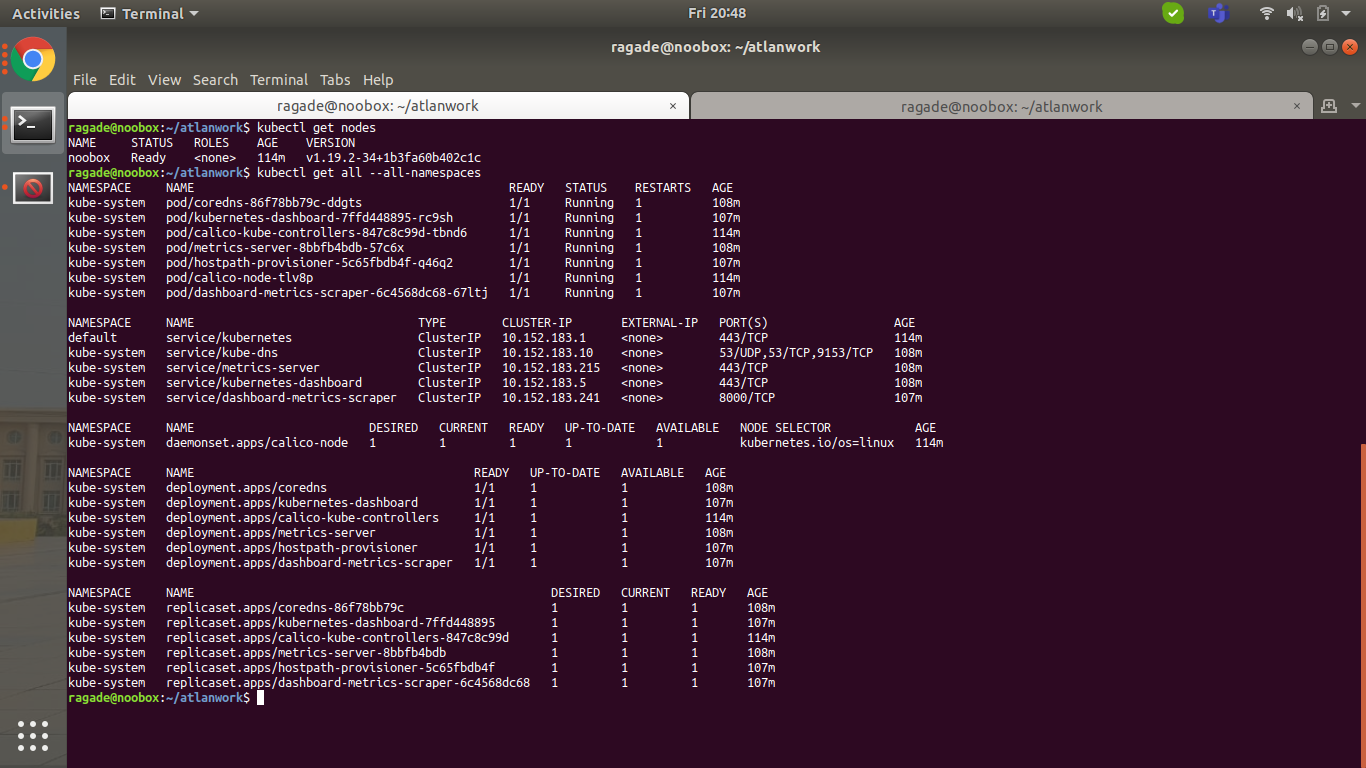 Activities Terminal Fri 20:48
ragade@noobox: ~/atlanwork
File Edit View Search Terminal Tabs Help
ragade@noobox: ~/atlanwork × ragade@noobox: ~/atlanwork ×
ragade@noobox:~/atlanwork$ kubectl get nodes
NAME STATUS ROLES AGE VERSION
noobox Ready <none> 114m v1.19.2-34+1b3fa60b402c1c
ragade@noobox:~/atlanwork$ kubectl get all --all-namespaces
NAMESPACE NAME READY STATUS RESTARTS AGE
kube-system pod/coredns-86f78bb79c-ddgts 1/1 Running 1 108m
kube-system pod/kubernetes-dashboard-7ffd448895-rc9sh 1/1 Running 1 107m
kube-system pod/calico-kube-controllers-847c8c99d-tbnd6 1/1 Running 1 114m
kube-system pod/metrics-server-8bbfb4bdb-57c6x 1/1 Running 1 108m
kube-system pod/hostpath-provisioner-5c65fbdb4f-q46q2 1/1 Running 1 107m
kube-system pod/calico-node-tlv8p 1/1 Running 1 114m
kube-system pod/dashboard-metrics-scraper-6c4568dc68-67ltj 1/1 Running 1 107m
NAMESPACE NAME TYPE CLUSTER-IP EXTERNAL-IP PORT(S) AGE
default service/kubernetes ClusterIP 10.152.183.1 <none> 443/TCP 114m
kube-system service/kube-dns ClusterIP 10.152.183.10 <none> 53/UDP,53/TCP,9153/TCP 108m
kube-system service/metrics-server ClusterIP 10.152.183.215 <none> 443/TCP 108m
kube-system service/kubernetes-dashboard ClusterIP 10.152.183.5 <none> 443/TCP 108m
kube-system service/dashboard-metrics-scraper ClusterIP 10.152.183.241 <none> 8000/TCP 107m
NAMESPACE NAME DESIRED CURRENT READY UP-TO-DATE AVAILABLE NODE SELECTOR AGE
kube-system daemonset.apps/calico-node 1 1 1 1 1 kubernetes.io/os=linux 114m
NAMESPACE NAME READY UP-TO-DATE AVAILABLE AGE
kube-system deployment.apps/coredns 1/1 1 1 108m
kube-system deployment.apps/kubernetes-dashboard 1/1 1 1 107m
kube-system deployment.apps/calico-kube-controllers 1/1 1 1 114m
kube-system deployment.apps/metrics-server 1/1 1 1 108m
kube-system deployment.apps/hostpath-provisioner 1/1 1 1 107m
kube-system deployment.apps/dashboard-metrics-scraper 1/1 1 1 107m
NAMESPACE NAME DESIRED CURRENT READY AGE
kube-system replicaset.apps/coredns-86f78bb79c 1 1 1 108m
kube-system replicaset.apps/kubernetes-dashboard-7ffd448895 1 1 1 107m
kube-system replicaset.apps/calico-kube-controllers-847c8c99d 1 1 1 114m
kube-system replicaset.apps/metrics-server-8bbfb4bdb 1 1 1 108m
kube-system replicaset.apps/hostpath-provisioner-5c65fbdb4f 1 1 1 107m
kube-system replicaset.apps/dashboard-metrics-scraper-6c4568dc68 1 1 1 107m
ragade@noobox:~/atlanwork$